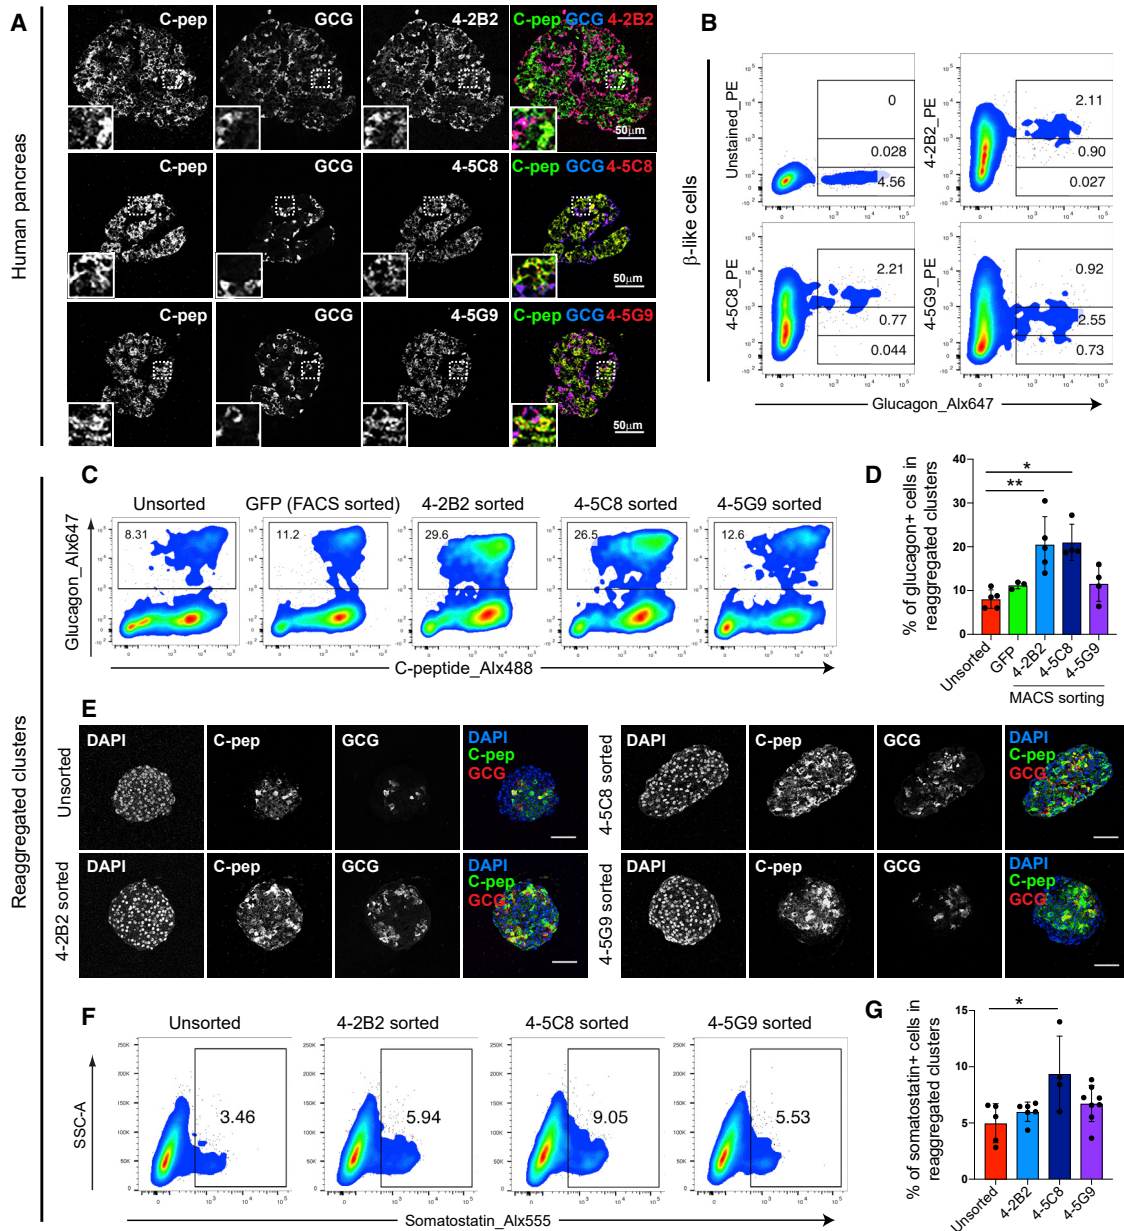 A
Human pancreas
C-pep
GCG
4-2B2
C-pep GCG 4-2B2
50µm
C-pep
GCG
4-5C8
C-pep GCG 4-5C8
50µm
C-pep
GCG
4-5G9
C-pep GCG 4-5G9
50µm
B
β-like cells
Unstained_PE
0
0.028
4.56
4-2B2_PE
2.11
0.90
0.027
4-5C8_PE
2.21
0.77
0.044
4-5G9_PE
0.92
2.55
0.73
Glucagon_Alx647
Reaggregated clusters
C
Unsorted
GFP (FACS sorted)
4-2B2 sorted
4-5C8 sorted
4-5G9 sorted
Glucagon_Alx647
8.31
11.2
29.6
26.5
12.6
C-peptide_Alx488
D
% of glucagon+ cells in
reaggregated clusters
40
30
20
10
0
*
**
Unsorted
GFP
4-2B2
4-5C8
4-5G9
MACS sorting
E
Unsorted
DAPI
C-pep
GCG
DAPI
C-pep
GCG
4-5C8 sorted
DAPI
C-pep
GCG
DAPI
C-pep
GCG
4-2B2 sorted
DAPI
C-pep
GCG
DAPI
C-pep
GCG
4-5G9 sorted
DAPI
C-pep
GCG
DAPI
C-pep
GCG
F
Unsorted
4-2B2 sorted
4-5C8 sorted
4-5G9 sorted
SSC-A
250K
200K
150K
100K
50K
3.46
5.94
9.05
5.53
Somatostatin_Alx555
G
% of somatostatin+ cells in
reaggregated clusters
15
10
5
0
*
Unsorted
4-2B2
4-5C8
4-5G9